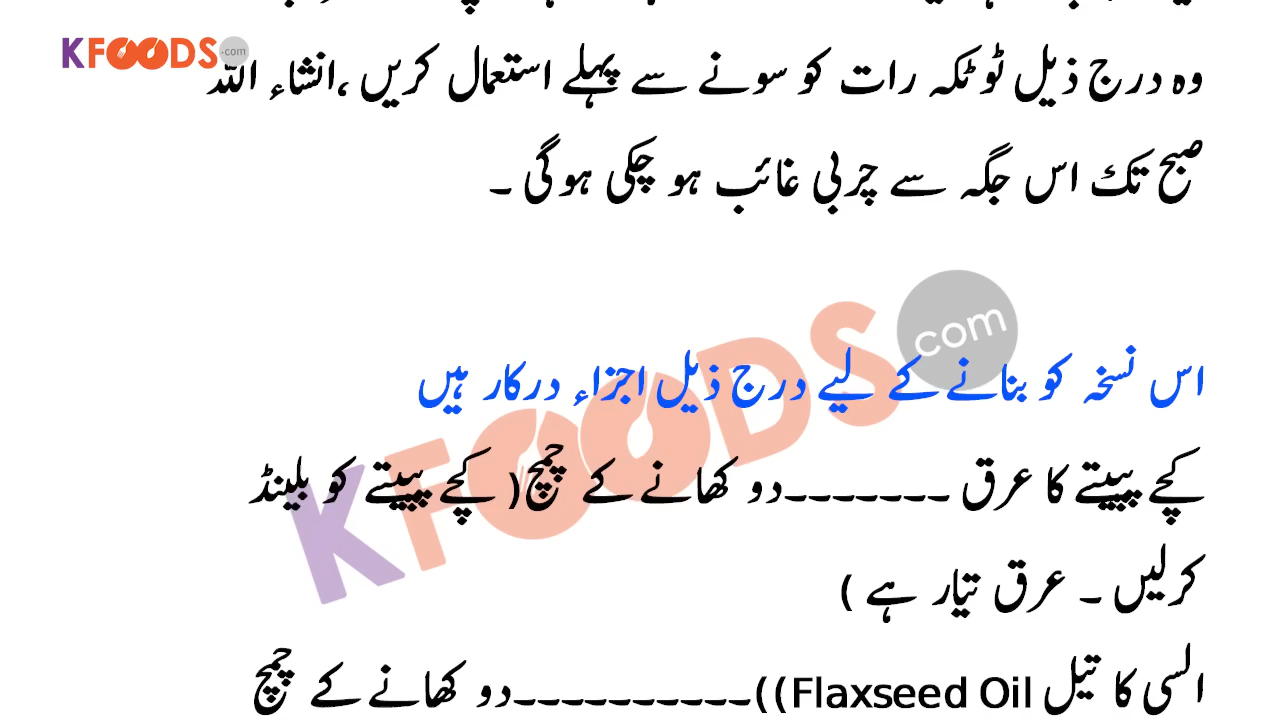 KFOODS.com
وہ درج ذیل ٹوٹکہ رات کو سونے سے پہلے استعمال کریں ،انشاء اللہ
صبح تک اس جگہ سے چربی غائب ہو چکی ہوگی ۔
KFOODS.com
اس نسخہ کو بنانے کے لیے درج ذیل اجزاء درکار ہیں
کچے پپیتے کا عرق ۔۔۔۔۔۔۔دو کھانے کے چمچ( کچے پپیتے کو بلینڈ
کرلیں ۔ عرق تیار ہے )
السی کا تیل Flaxseed Oil))۔۔۔۔۔۔۔۔۔۔دو کھانے کے چمچ